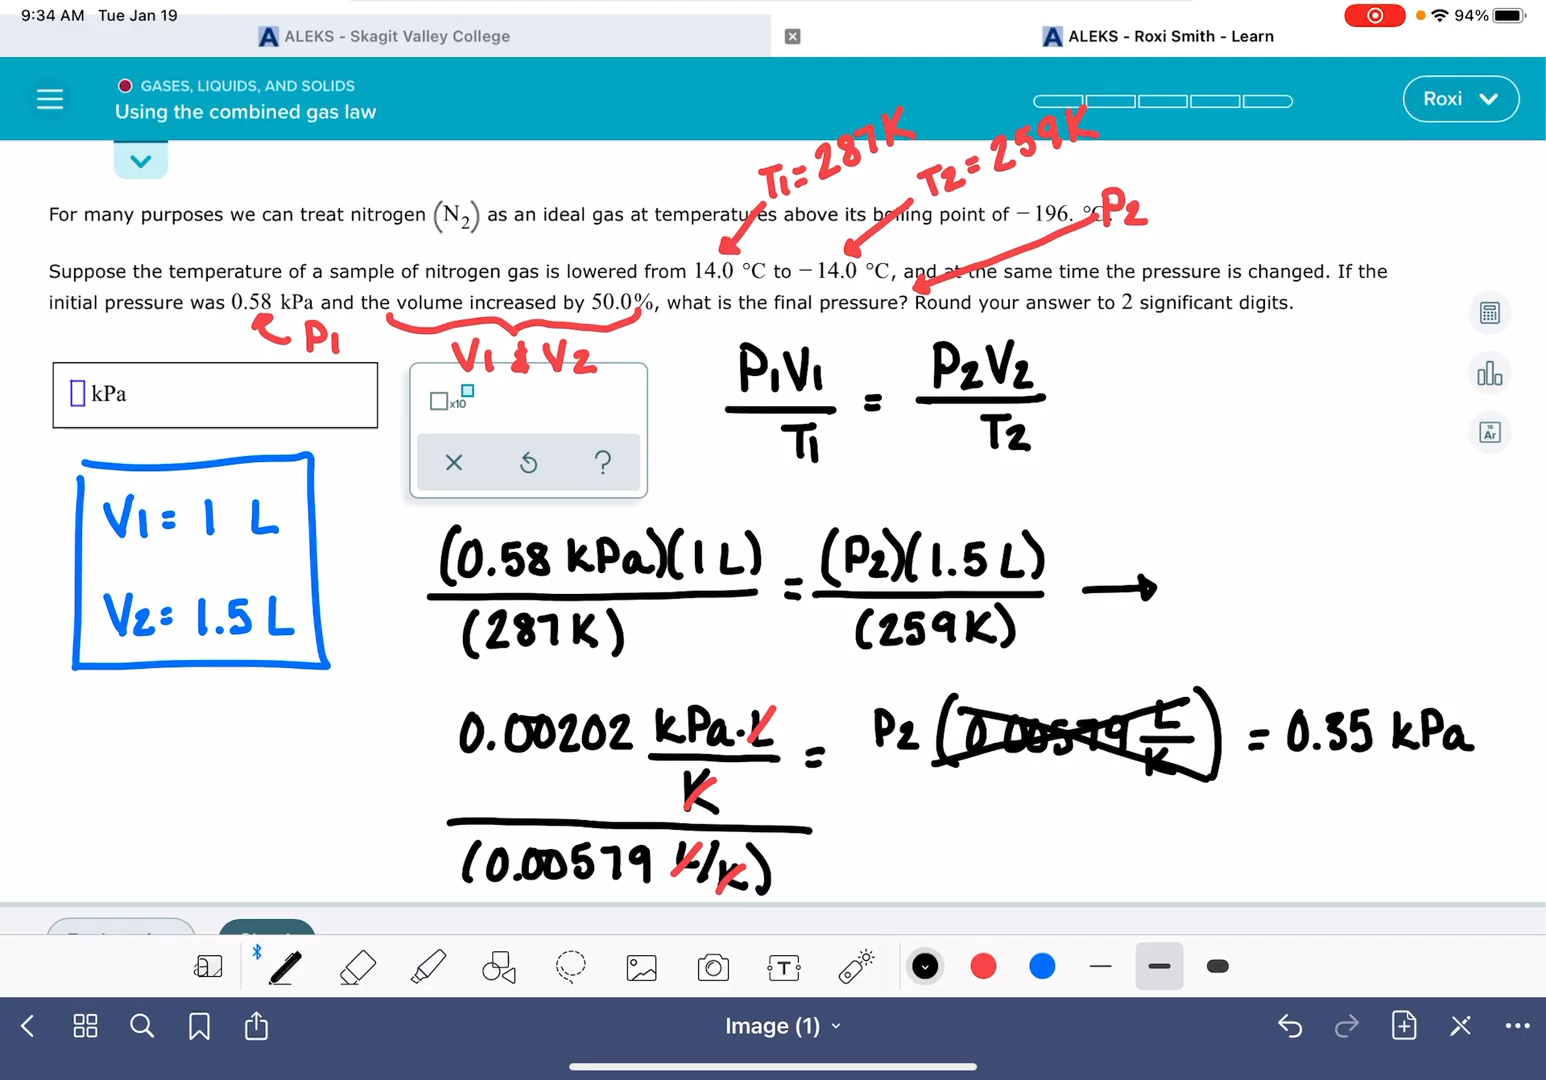 9:34 AM Tue Jan 19
94%
ALEKS - Skagit Valley College
ALEKS - Roxi Smith - Learn
GASES, LIQUIDS, AND SOLIDS
Using the combined gas law
Roxi
T1=287K
T2=259K
P2
For many purposes we can treat nitrogen (N2) as an ideal gas at temperatures above its boiling point of −196. °C.
Suppose the temperature of a sample of nitrogen gas is lowered from 14.0 °C to −14.0 °C, and at the same time the pressure is changed. If the
initial pressure was 0.58 kPa and the volume increased by 50.0%, what is the final pressure? Round your answer to 2 significant digits.
P1
V1 & V2
kPa
x10
?
18
Ar
P1V1 / T1 = P2V2 / T2
V1= 1 L
V2= 1.5 L
(0.58 kPa)(1 L) / (287K) = (P2)(1.5 L) / (259K) →
0.00202 kPa·L / K = P2 (0.00579 L/K) = 0.35 kPa
(0.00579 L/K)
a
T
Image (1)